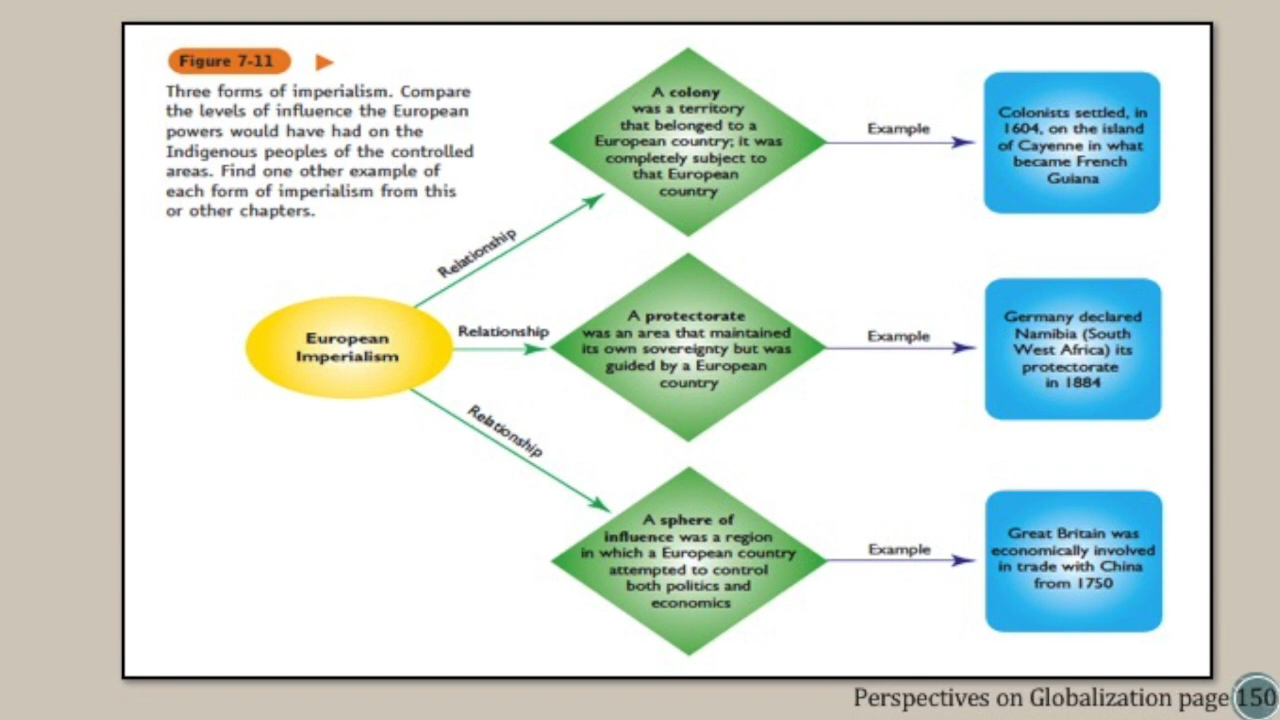 Figure 7-11
Three forms of imperialism. Compare
the levels of influence the European
powers would have had on the
Indigenous peoples of the controlled
areas. Find one other example of
each form of imperialism from this
or other chapters.
European
Imperialism
Relationship
A colony
was a territory
that belonged to a
European country; it was
completely subject to
that European
country
Example
Colonists settled, in
1604, on the island
of Cayenne in what
became French
Guiana
Relationship
A protectorate
was an area that maintained
its own sovereignty but was
guided by a European
country
Example
Germany declared
Namibia (South
West Africa) its
protectorate
in 1884
Relationship
A sphere of
influence was a region
in which a European country
attempted to control
both politics and
economics
Example
Great Britain was
economically involved
in trade with China
from 1750
Perspectives on Globalization page 150